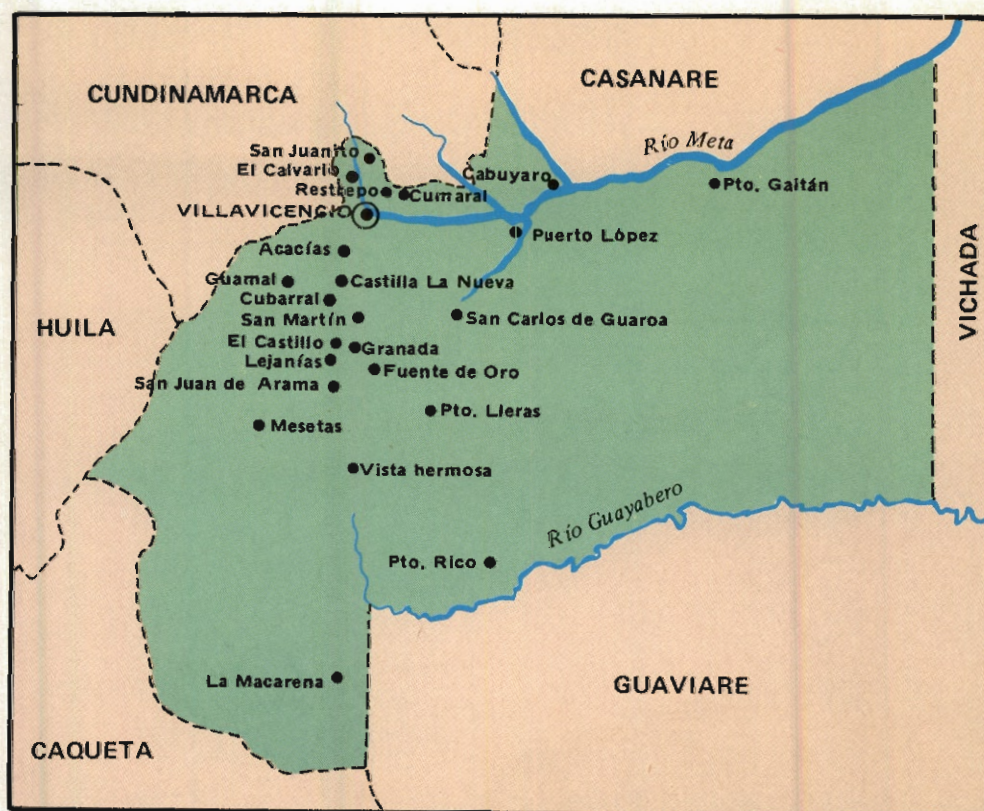 CUNDINAMARCA
CASANARE
Río Meta
San Juanito
El Calvario
Restrepo
Cumaral
Cabuyaro
Pto. Gaitán
VILLAVICENCIO
Puerto López
Acacías
Guamal
Castilla La Nueva
Cubarral
San Martín
San Carlos de Guaroa
VICHADA
HUILA
El Castillo
Granada
Lejanías
Fuente de Oro
San Juan de Arama
Pto. Lleras
Mesetas
Vista hermosa
Río Guayabero
Pto. Rico
La Macarena
GUAVIARE
CAQUETA